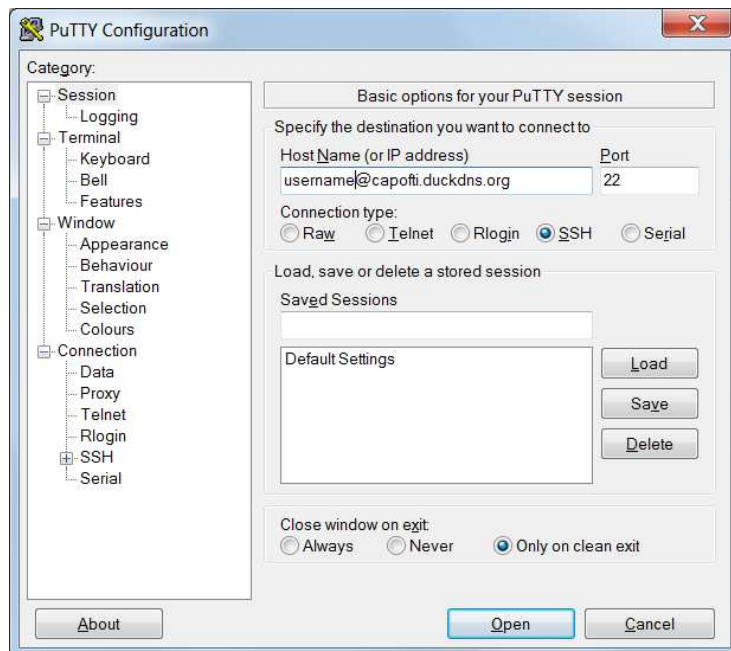 PuTTY Configuration
Category:
Session
Logging
Terminal
Keyboard
Bell
Features
Window
Appearance
Behaviour
Translation
Selection
Colours
Connection
Data
Proxy
Telnet
Rlogin
SSH
Serial
Basic options for your PuTTY session
Specify the destination you want to connect to
Host Name (or IP address) Port
username@capofti.duckdns.org 22
Connection type:
Raw Telnet Rlogin SSH Serial
Load, save or delete a stored session
Saved Sessions
Default Settings
Load
Save
Delete
Close window on exit:
Always Never Only on clean exit
About Open Cancel